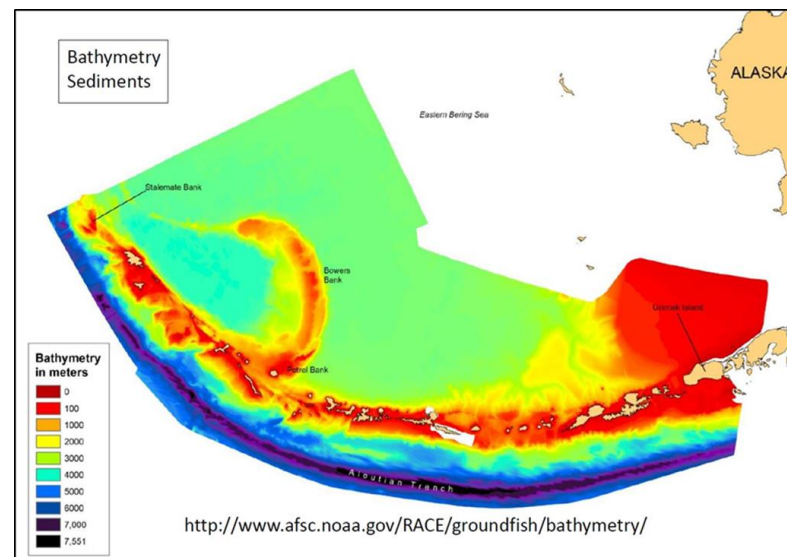 Bathymetry
Sediments
ALASKA
Eastern Bering Sea
Stalemate Bank
Bowers
Bank
Unimak Island
Petrol Bank
Bathymetry
in meters
0
100
1000
2000
3000
4000
5000
6000
7,000
7,551
Aleutian Trench
http://www.afsc.noaa.gov/RACE/groundfish/bathymetry/